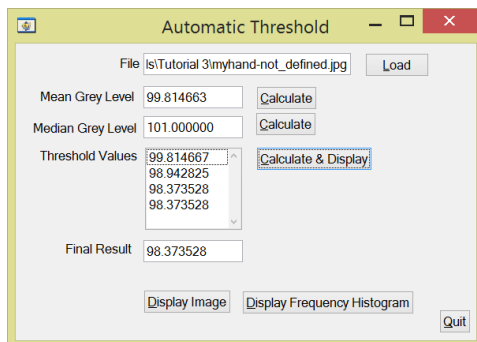 Automatic Threshold
File ls\Tutorial 3\myhand-not_defined.jpg Load
Mean Grey Level 99.814663 Calculate
Median Grey Level 101.000000 Calculate
Threshold Values 99.814667 Calculate & Display
98.942825
98.373528
98.373528
Final Result 98.373528
Display Image Display Frequency Histogram
Quit